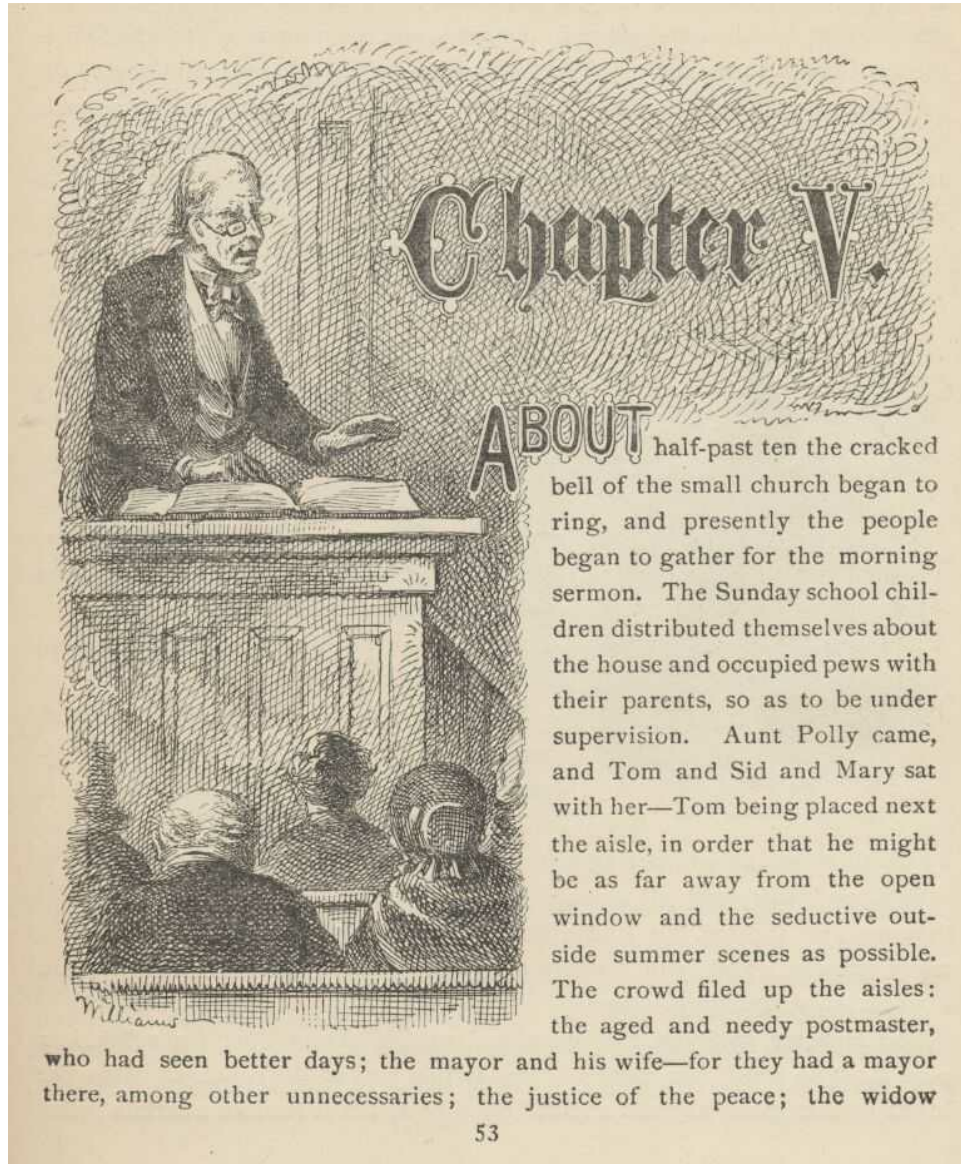 Chapter V.
ABOUT half-past ten the cracked
bell of the small church began to
ring, and presently the people
began to gather for the morning
sermon. The Sunday school chil-
dren distributed themselves about
the house and occupied pews with
their parents, so as to be under
supervision. Aunt Polly came,
and Tom and Sid and Mary sat
with her—Tom being placed next
the aisle, in order that he might
be as far away from the open
window and the seductive out-
side summer scenes as possible.
The crowd filed up the aisles:
the aged and needy postmaster,
Williams
who had seen better days; the mayor and his wife—for they had a mayor
there, among other unnecessaries; the justice of the peace; the widow
53